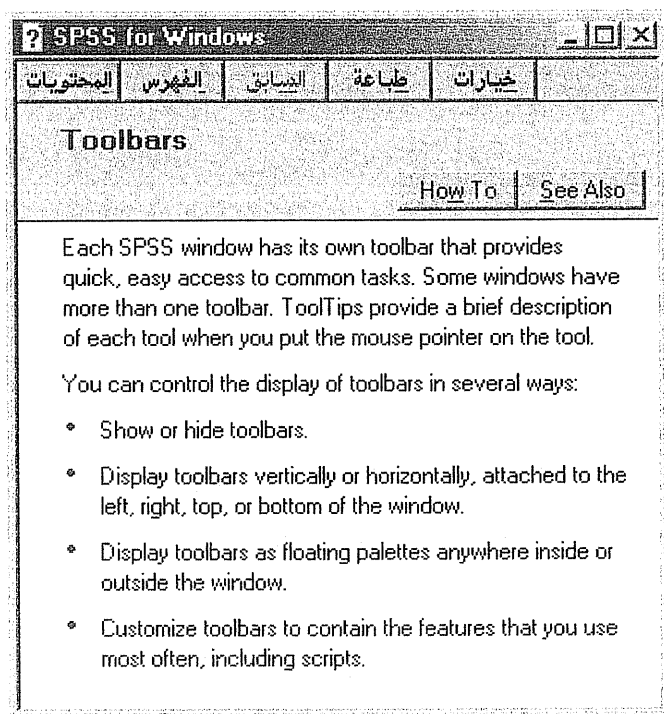 ? SPSS for Windows
المحتويات الفهرس السابق طباعة خيارات
Toolbars
How To See Also
Each SPSS window has its own toolbar that provides
quick, easy access to common tasks. Some windows have
more than one toolbar. ToolTips provide a brief description
of each tool when you put the mouse pointer on the tool.
You can control the display of toolbars in several ways:
• Show or hide toolbars.
• Display toolbars vertically or horizontally, attached to the
left, right, top, or bottom of the window.
• Display toolbars as floating palettes anywhere inside or
outside the window.
• Customize toolbars to contain the features that you use
most often, including scripts.